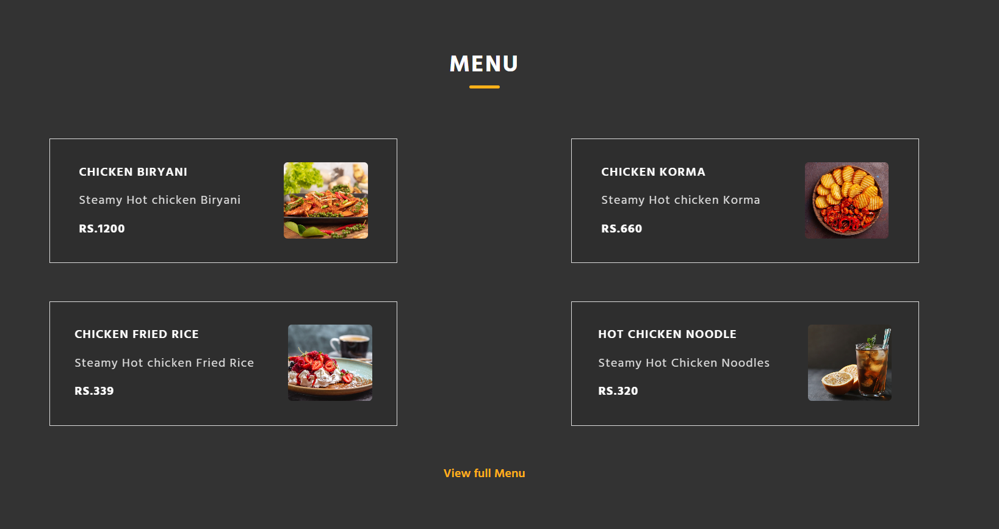 MENU
CHICKEN BIRYANI
Steamy Hot chicken Biryani
RS.1200
CHICKEN KORMA
Steamy Hot chicken Korma
RS.660
CHICKEN FRIED RICE
Steamy Hot chicken Fried Rice
RS.339
HOT CHICKEN NOODLE
Steamy Hot Chicken Noodles
RS.320
View full Menu